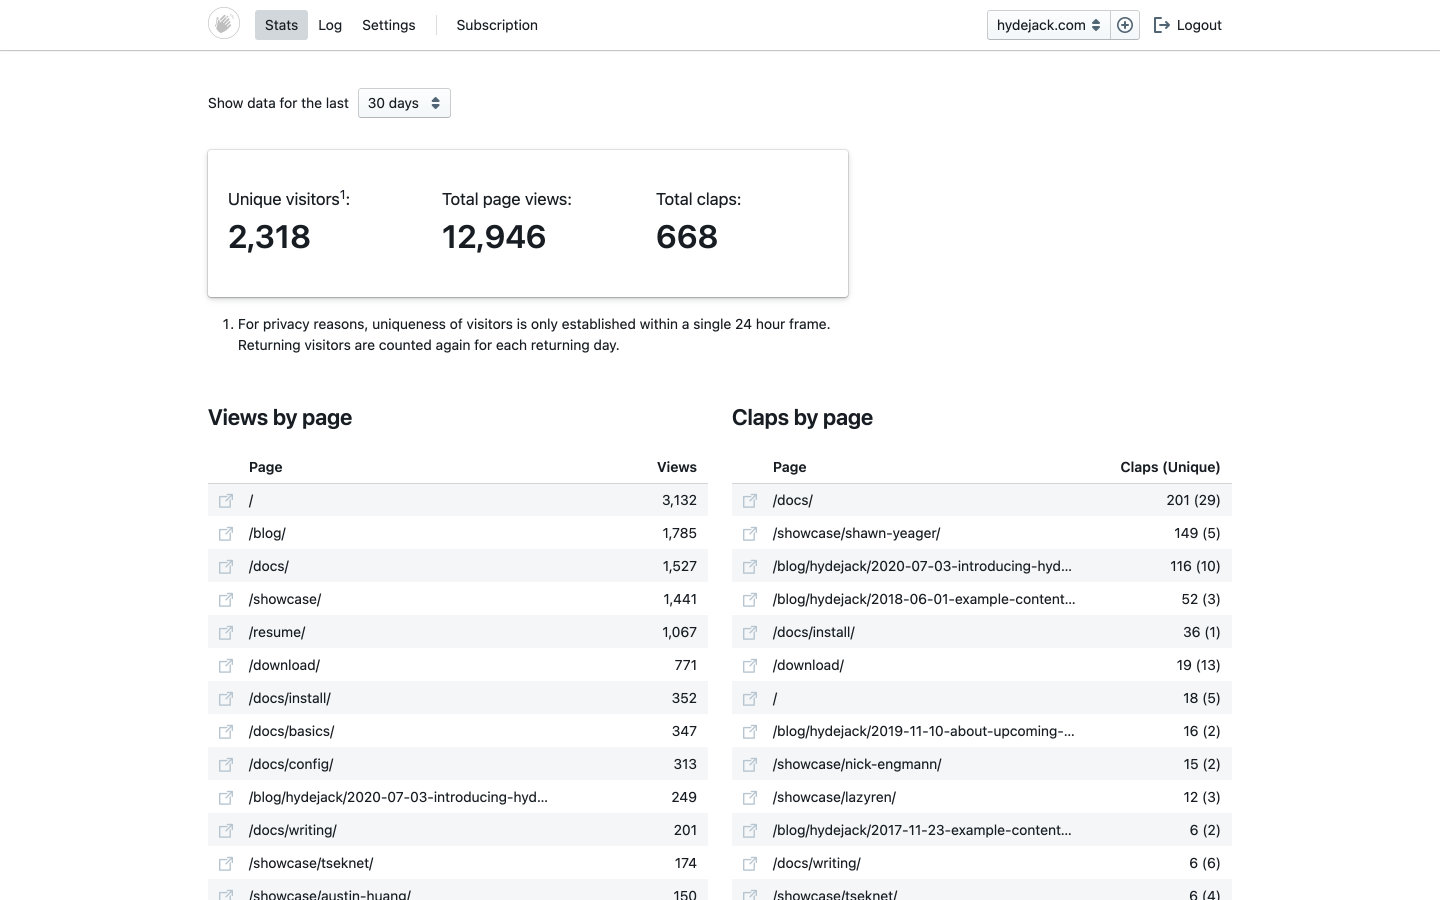 Stats Log Settings Subscription hydejack.com Logout
Show data for the last 30 days
Unique visitors1: Total page views: Total claps:
2,318 12,946 668
1. For privacy reasons, uniqueness of visitors is only established within a single 24 hour frame.
Returning visitors are counted again for each returning day.
Views by page
Page Views
/ 3,132
/blog/ 1,785
/docs/ 1,527
/showcase/ 1,441
/resume/ 1,067
/download/ 771
/docs/install/ 352
/docs/basics/ 347
/docs/config/ 313
/blog/hydejack/2020-07-03-introducing-hyd... 249
/docs/writing/ 201
/showcase/tseknet/ 174
/showcase/austin-huang/ 150
Claps by page
Page Claps (Unique)
/docs/ 201 (29)
/showcase/shawn-yeager/ 149 (5)
/blog/hydejack/2020-07-03-introducing-hyd... 116 (10)
/blog/hydejack/2018-06-01-example-content... 52 (3)
/docs/install/ 36 (1)
/download/ 19 (13)
/ 18 (5)
/blog/hydejack/2019-11-10-about-upcoming-... 16 (2)
/showcase/nick-engmann/ 15 (2)
/showcase/lazyren/ 12 (3)
/blog/hydejack/2017-11-23-example-content... 6 (2)
/docs/writing/ 6 (6)
/showcase/tseknet/ 6 (4)